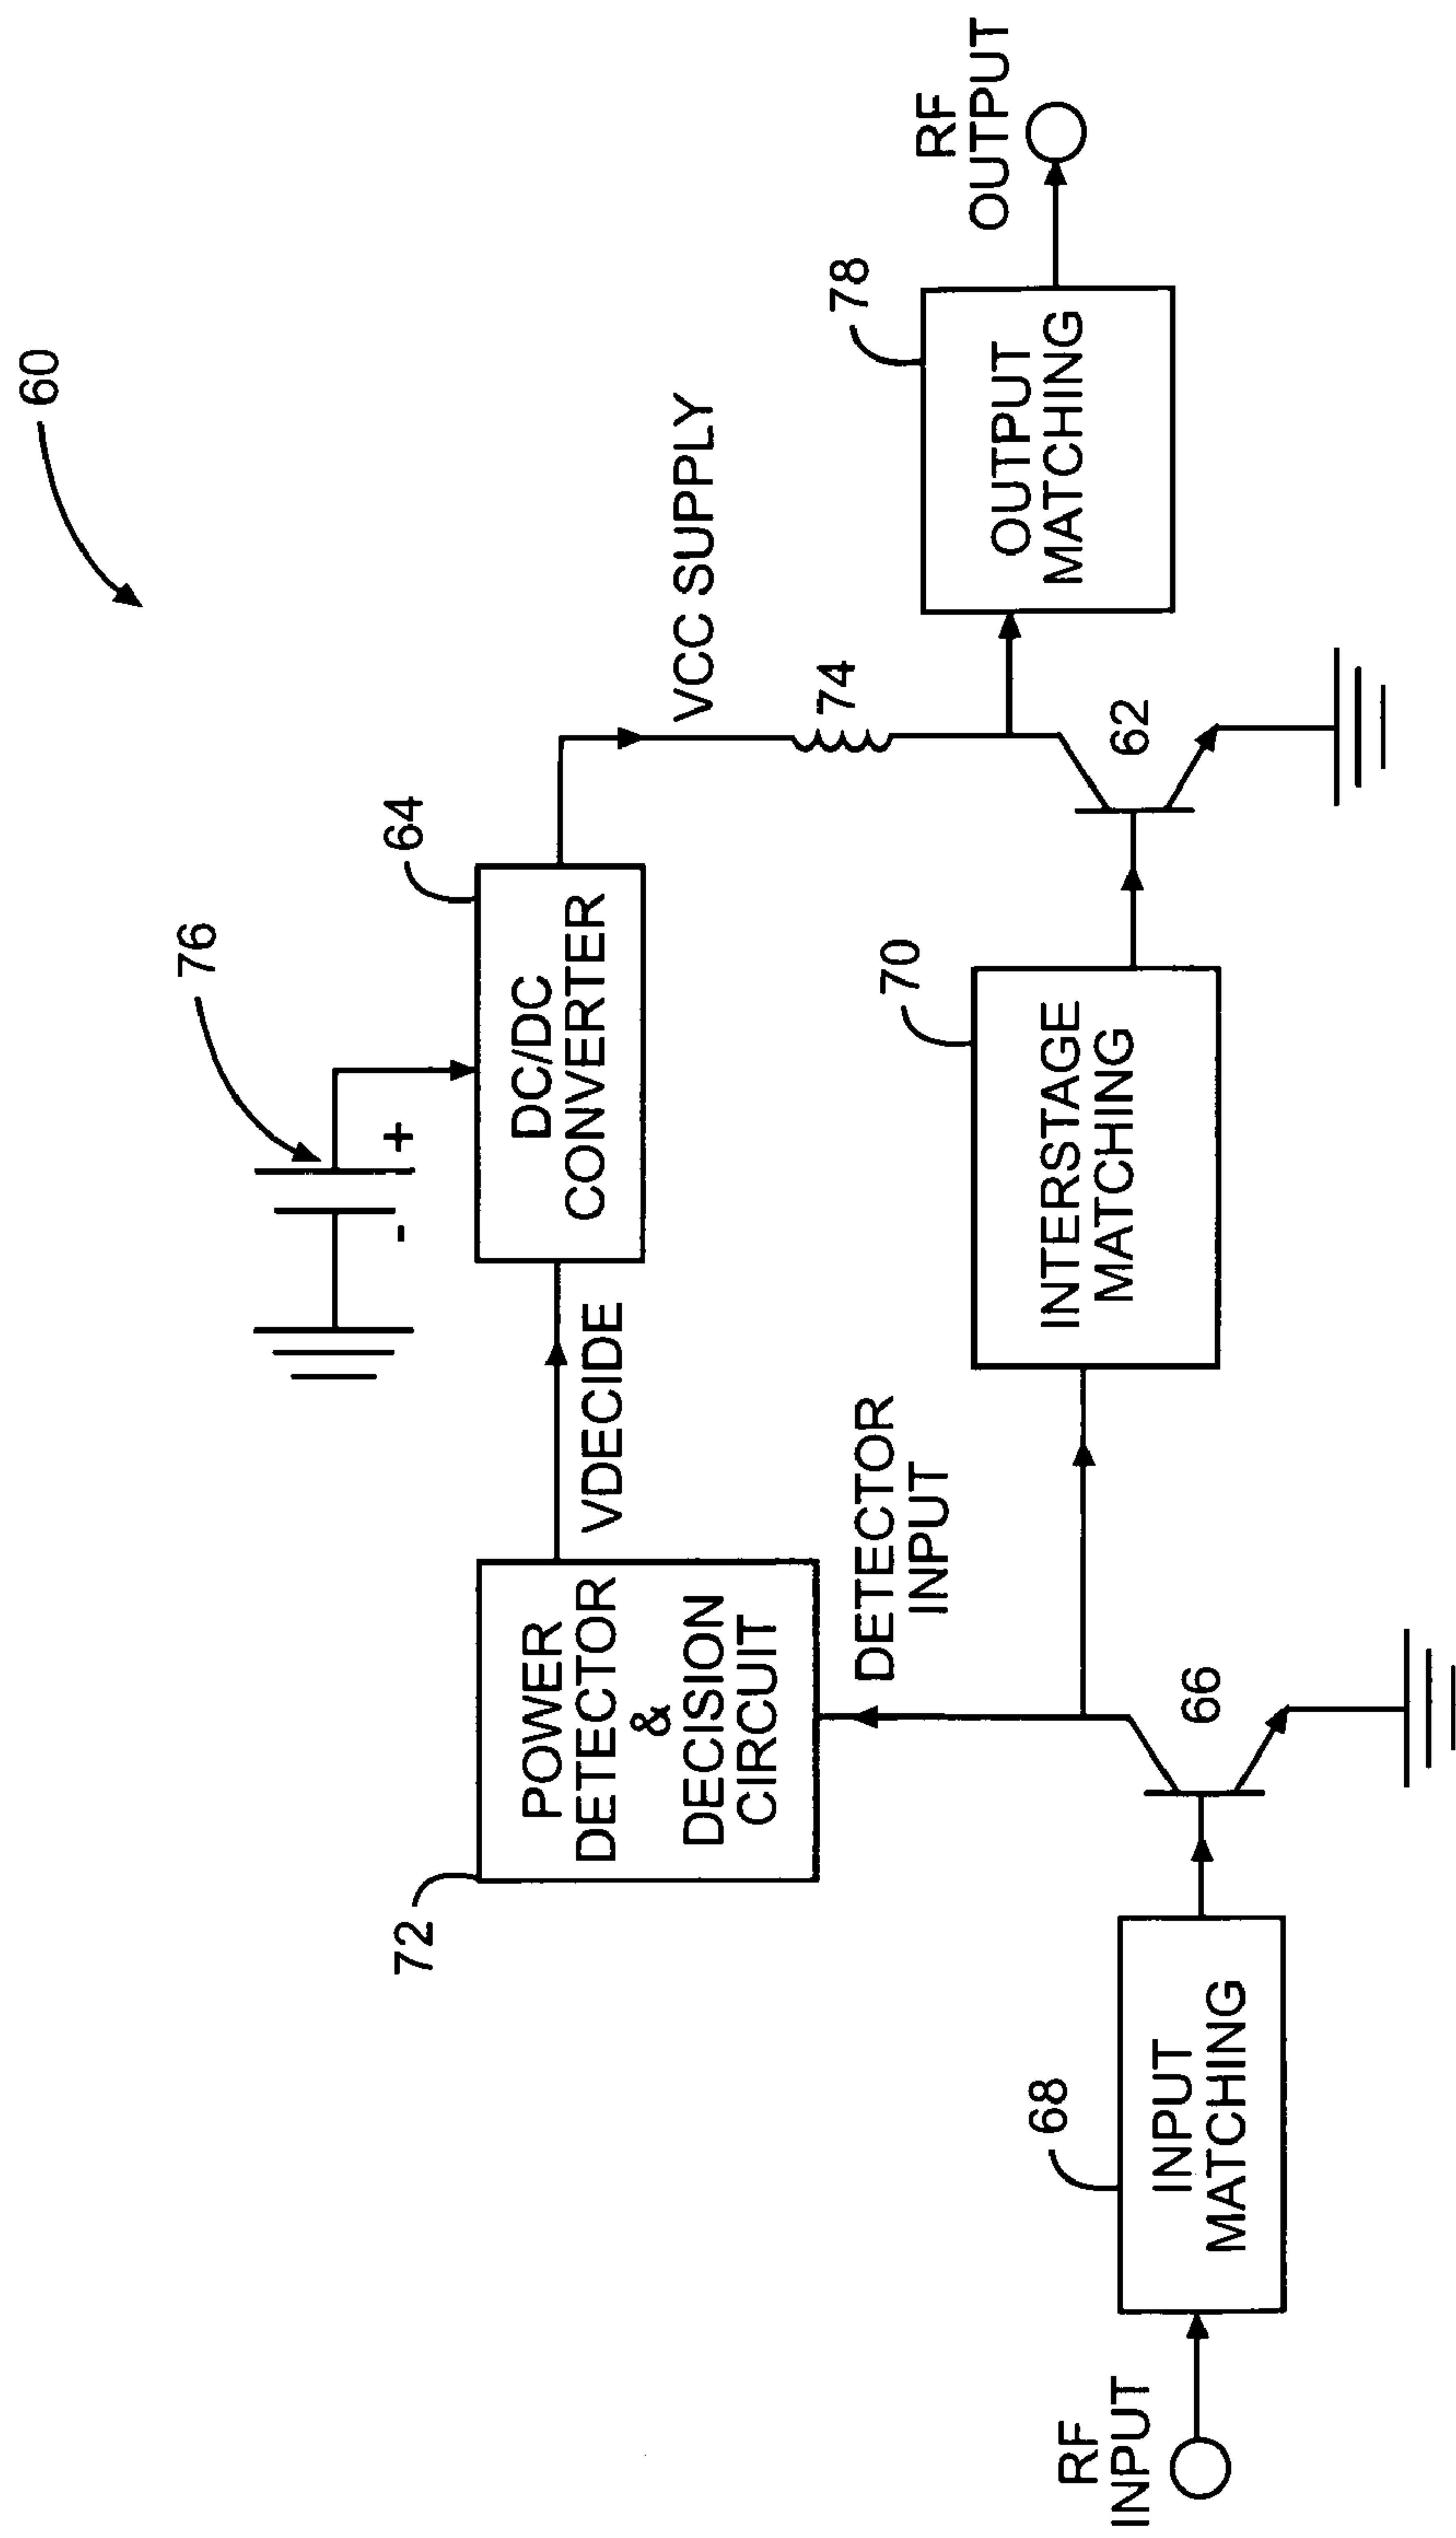 60
76
-
+
64
DC/DC
CONVERTER
VCC SUPPLY
74
72
POWER
DETECTOR
&
DECISION
CIRCUIT
VDECIDE
DETECTOR
INPUT
70
INTERSTAGE
MATCHING
62
78
OUTPUT
MATCHING
RF
OUTPUT
RF
INPUT
68
INPUT
MATCHING
66